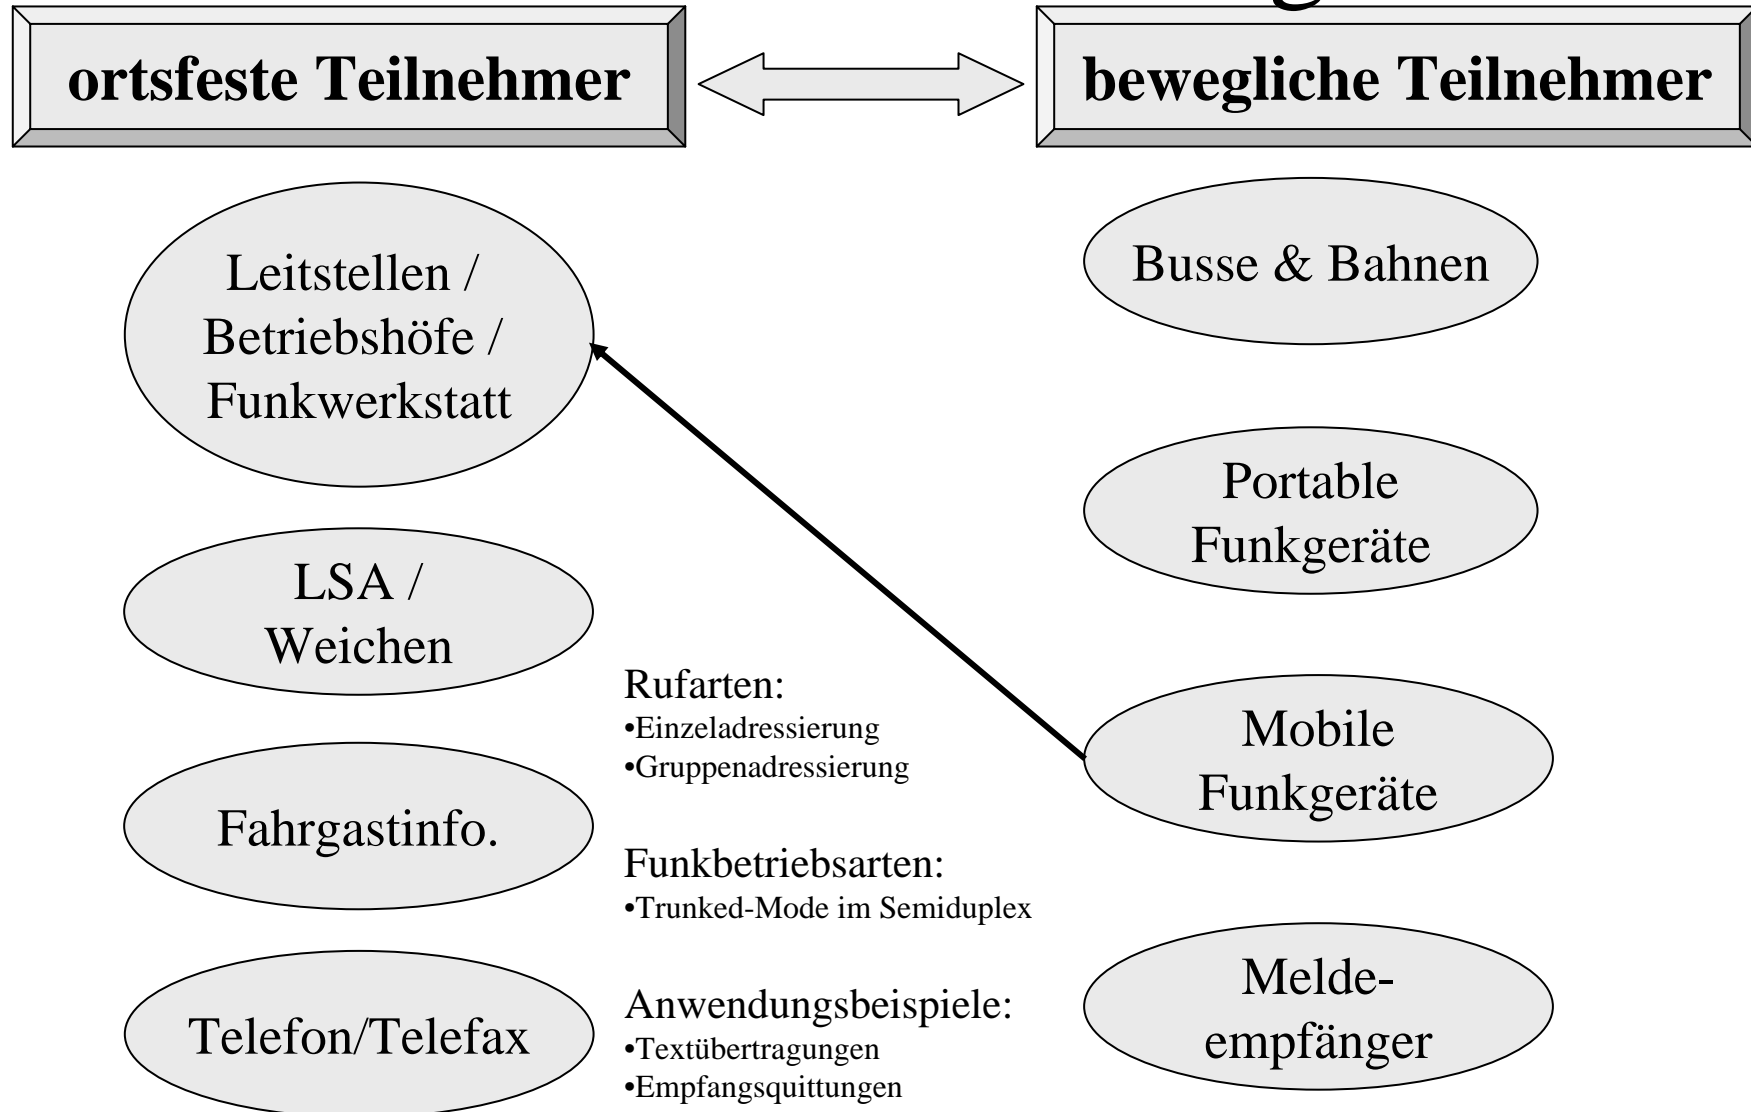 ortsfeste Teilnehmer
bewegliche Teilnehmer
Leitstellen /
Betriebshöfe /
Funkwerkstatt
LSA /
Weichen
Fahrgastinfo.
Telefon/Telefax
Rufarten:
•Einzeladressierung
•Gruppenadressierung
Funkbetriebsarten:
•Trunked-Mode im Semiduplex
Anwendungsbeispiele:
•Textübertragungen
•Empfangsquittungen
Busse & Bahnen
Portable
Funkgeräte
Mobile
Funkgeräte
Melde-
empfänger